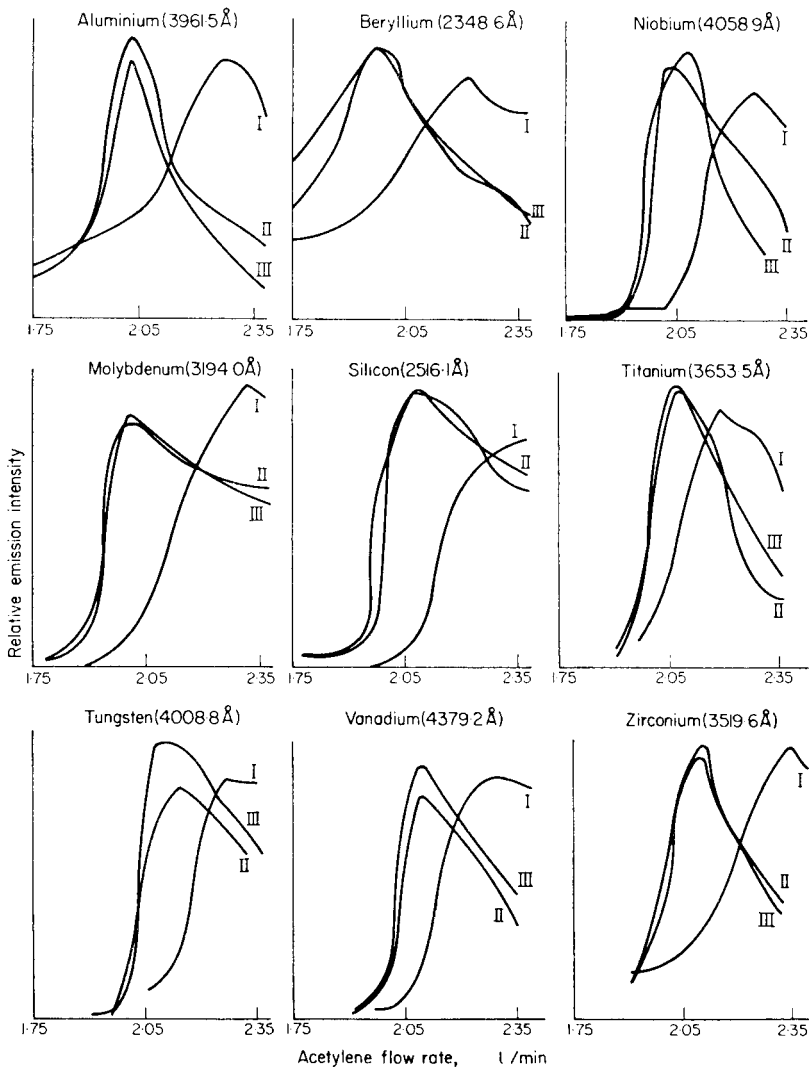 Aluminium(3961·5Å)
Beryllium(2348·6Å)
Niobium(4058·9Å)
I
II
III
1·75
2·05
2·35
I
III
II
1·75
2·05
2·35
I
II
III
1·75
2·05
2·35
Molybdenum(3194·0Å)
Silicon(2516·1Å)
Titanium(3653·5Å)
I
II
III
1·75
2·05
2·35
I
II
1·75
2·05
2·35
I
III
II
1·75
2·05
2·35
Relative emission intensity
Tungsten(4008·8Å)
Vanadium(4379·2Å)
Zirconium(3519·6Å)
I
III
II
1·75
2·05
2·35
I
III
II
1·75
2·05
2·35
I
II
III
1·75
2·05
2·35
Acetylene flow rate, l/min